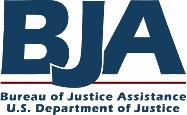 BJA
Bureau of Justice Assistance
U.S. Department of Justice